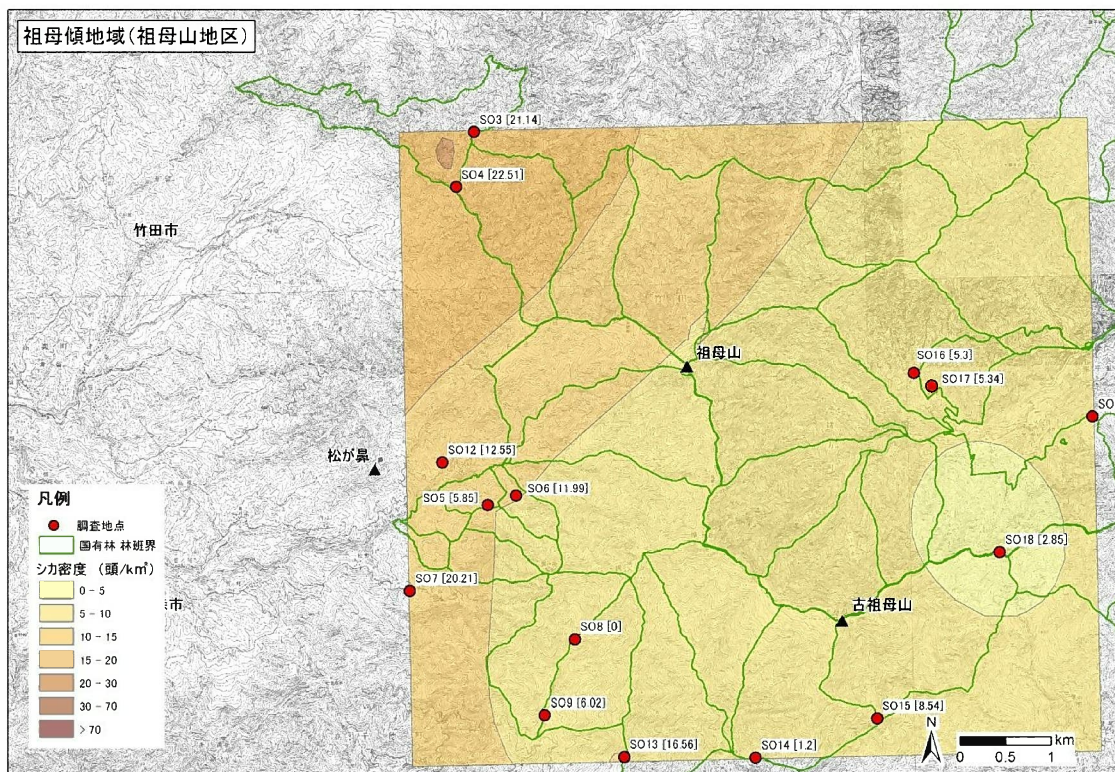 祖母傾地域(祖母山地区)
SO3 [21.14]
SO4 [22.51]
竹田市
祖母山
SO16 [5.3]
SO17 [5.34]
SO
SO12 [12.55]
松が鼻
SO6 [11.99]
SO5 [5.85]
SO18 [2.85]
SO7 [20.21]
市
古祖母山
SO8 [0]
SO9 [6.02]
SO15 [8.54]
SO13 [16.56]
SO14 [1.2]
凡例
調査地点
国有林 林班界
シカ密度 (頭/k㎡)
0 - 5
5 - 10
10 - 15
15 - 20
20 - 30
30 - 70
> 70
N
km
0 0.5 1